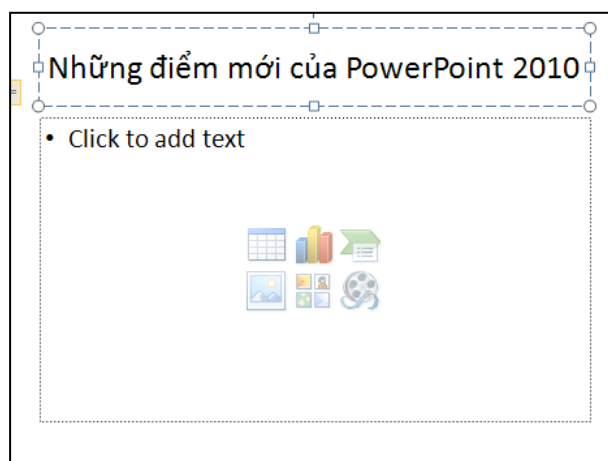 Những điểm mới của PowerPoint 2010
• Click to add text